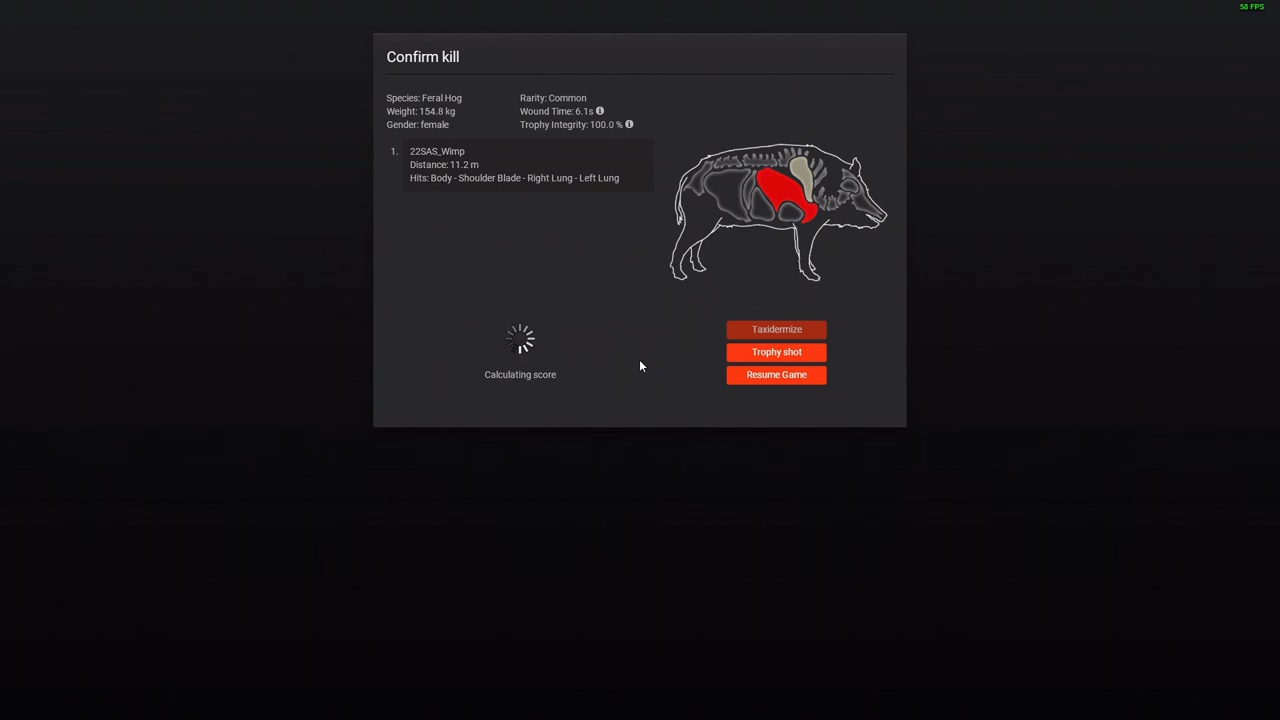 58 FPS
Confirm kill
Species: Feral Hog
Weight: 154.8 kg
Gender: female
Rarity: Common
Wound Time: 6.1s
Trophy Integrity: 100.0 %
1. 22SAS_Wimp
Distance: 11.2 m
Hits: Body - Shoulder Blade - Right Lung - Left Lung
Calculating score
Taxidermize
Trophy shot
Resume Game